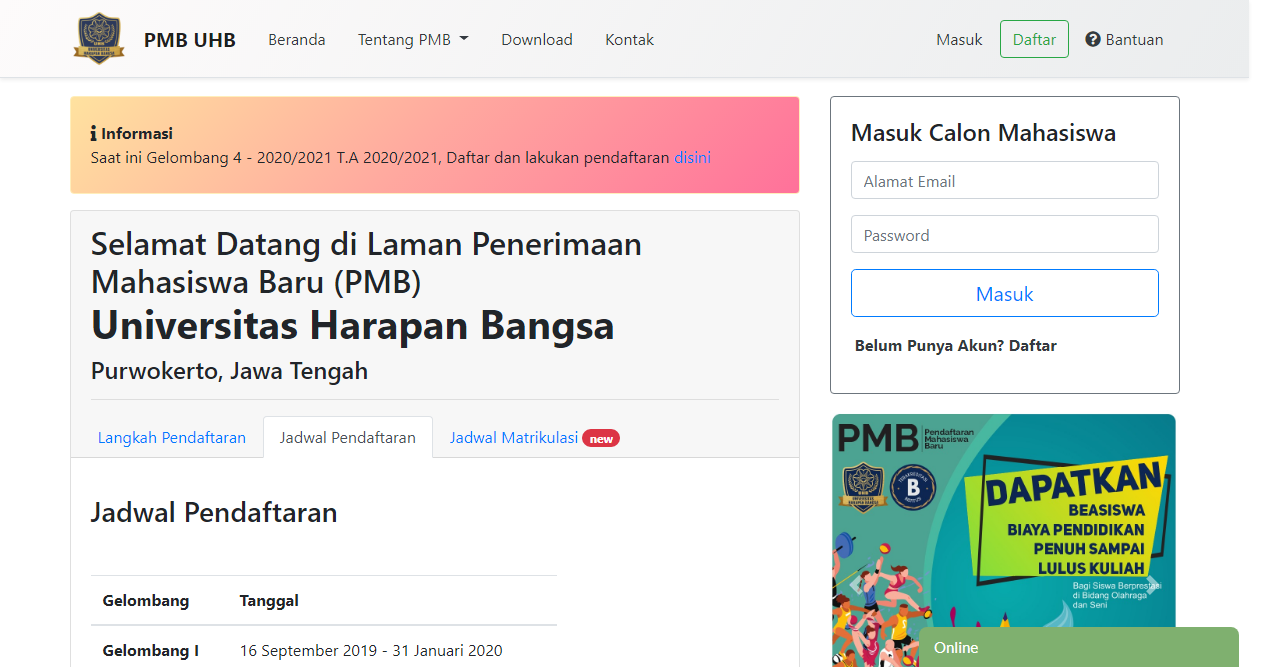 PMB UHB
Beranda
Tentang PMB
Download
Kontak
Masuk
Daftar
Bantuan
Informasi
Saat ini Gelombang 4 - 2020/2021 T.A 2020/2021, Daftar dan lakukan pendaftaran disini
Selamat Datang di Laman Penerimaan
Mahasiswa Baru (PMB)
Universitas Harapan Bangsa
Purwokerto, Jawa Tengah
Langkah Pendaftaran
Jadwal Pendaftaran
Jadwal Matrikulasi new
Jadwal Pendaftaran
Gelombang Tanggal
Gelombang I 16 September 2019 - 31 Januari 2020
Masuk Calon Mahasiswa
Alamat Email
Password
Masuk
Belum Punya Akun? Daftar
PMB
Pendaftaran
Mahasiswa
Baru
B
DAPATKAN
BEASISWA
BIAYA PENDIDIKAN
PENUH SAMPAI
LULUS KULIAH
Bagi Siswa Berprestasi
di Bidang Olahraga
dan Seni
Online